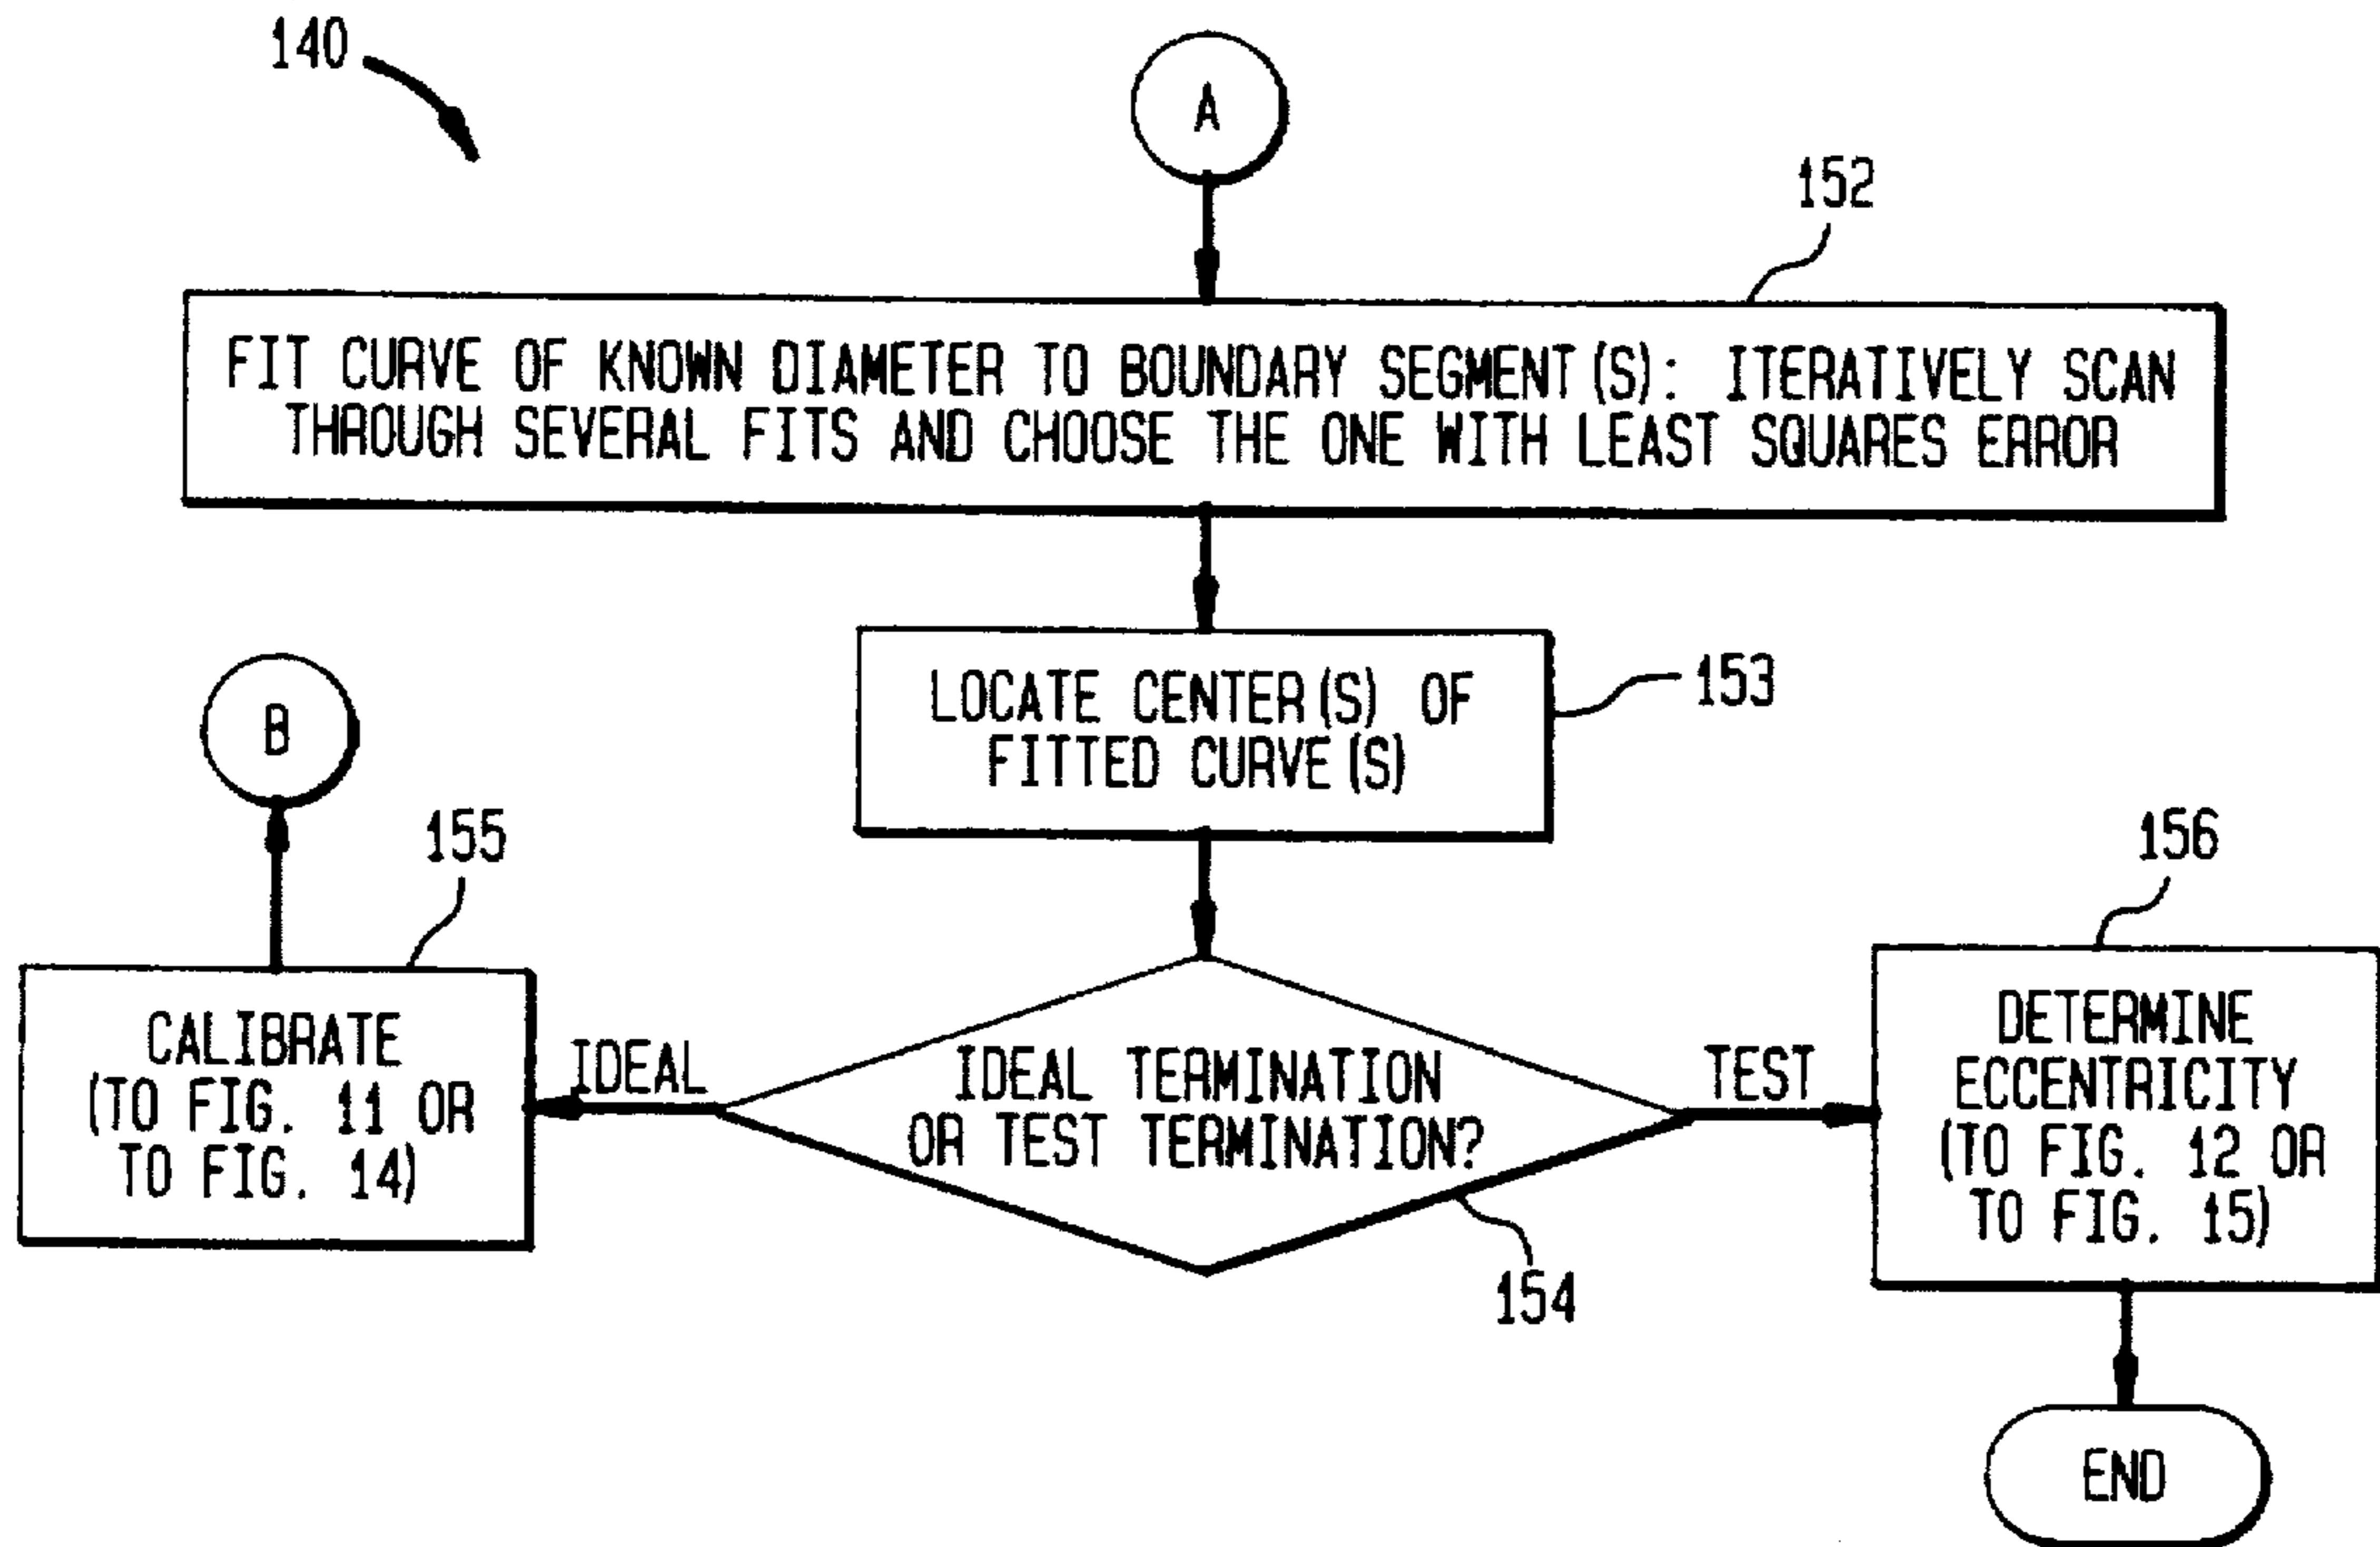 140
A
152
FIT CURVE OF KNOWN DIAMETER TO BOUNDARY SEGMENT(S): ITERATIVELY SCAN
THROUGH SEVERAL FITS AND CHOOSE THE ONE WITH LEAST SQUARES ERROR
LOCATE CENTER(S) OF
FITTED CURVE(S)
153
B
155
CALIBRATE
(TO FIG. 11 OR
TO FIG. 14)
IDEAL
IDEAL TERMINATION
OR TEST TERMINATION?
154
TEST
156
DETERMINE
ECCENTRICITY
(TO FIG. 12 OR
TO FIG. 15)
END